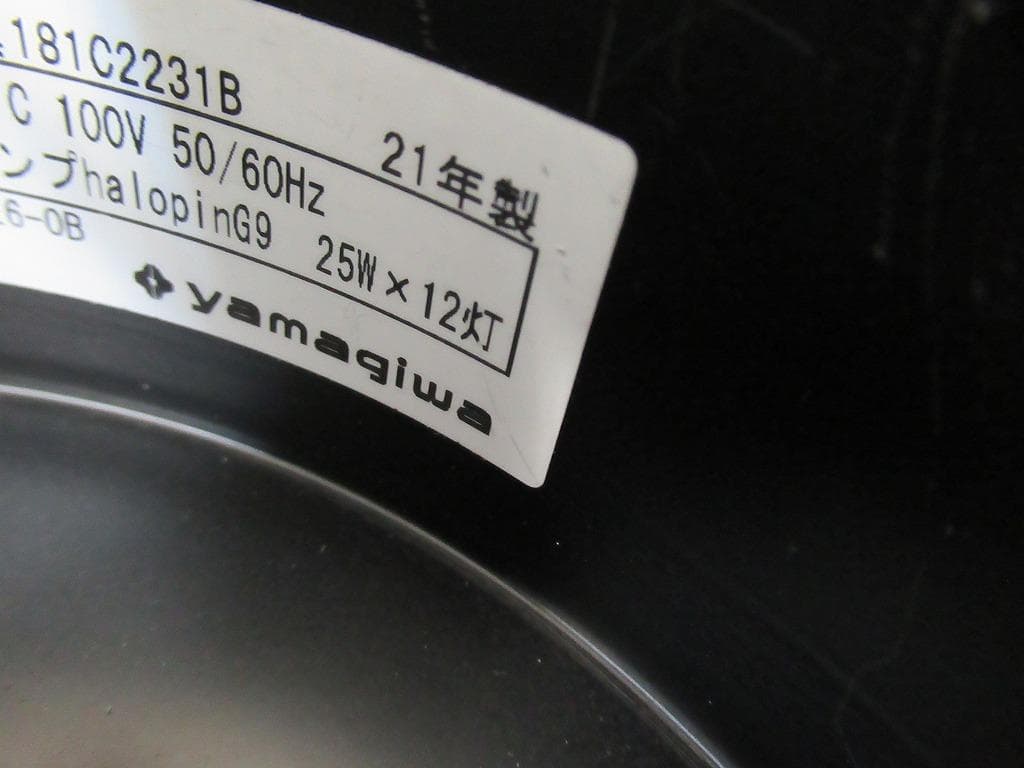 181C2231B
21年製
C 100V 50/60Hz
ンプhalopinG9 25W×12灯
6-0B
yamagiwa